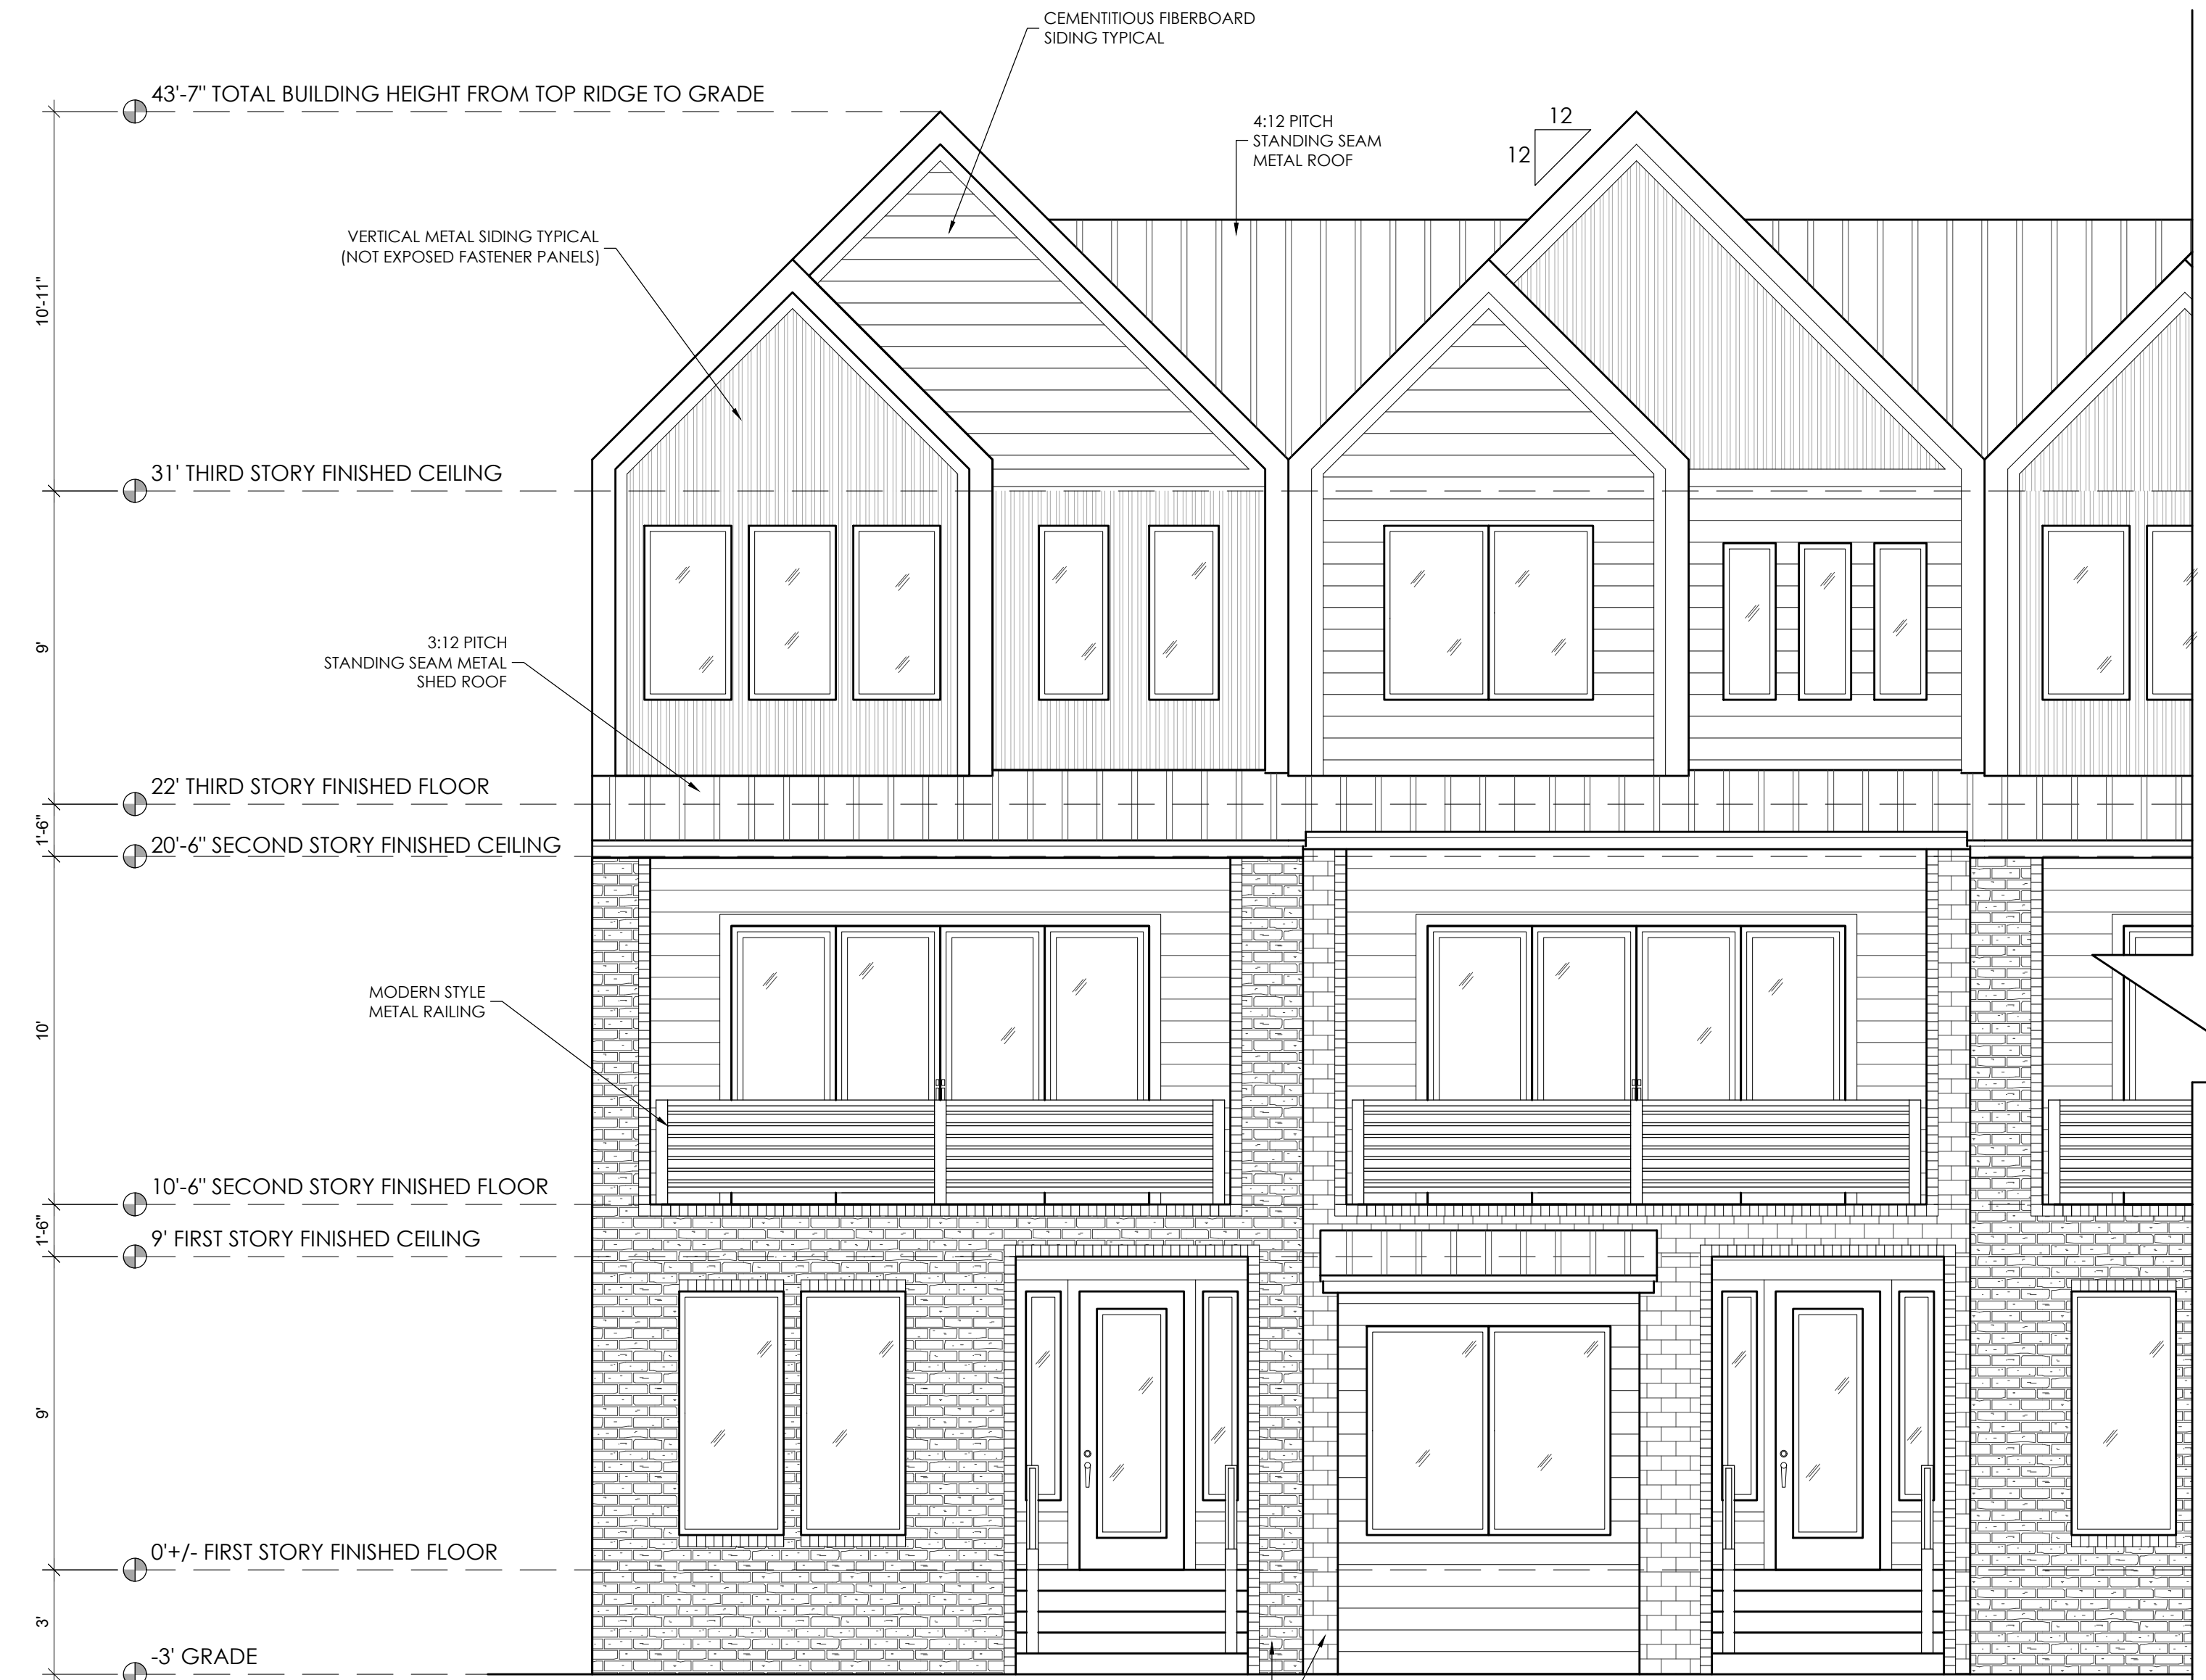 CEMENTITIOUS FIBERBOARD
SIDING TYPICAL
43'-7" TOTAL BUILDING HEIGHT FROM TOP RIDGE TO GRADE
4:12 PITCH
STANDING SEAM
METAL ROOF
12
12
VERTICAL METAL SIDING TYPICAL
(NOT EXPOSED FASTENER PANELS)
10'-11"
31' THIRD STORY FINISHED CEILING
9'
3:12 PITCH
STANDING SEAM METAL
SHED ROOF
22' THIRD STORY FINISHED FLOOR
1'-6"
20'-6" SECOND STORY FINISHED CEILING
MODERN STYLE
METAL RAILING
10'
10'-6" SECOND STORY FINISHED FLOOR
1'-6"
9' FIRST STORY FINISHED CEILING
9'
0'+/- FIRST STORY FINISHED FLOOR
3'
-3' GRADE